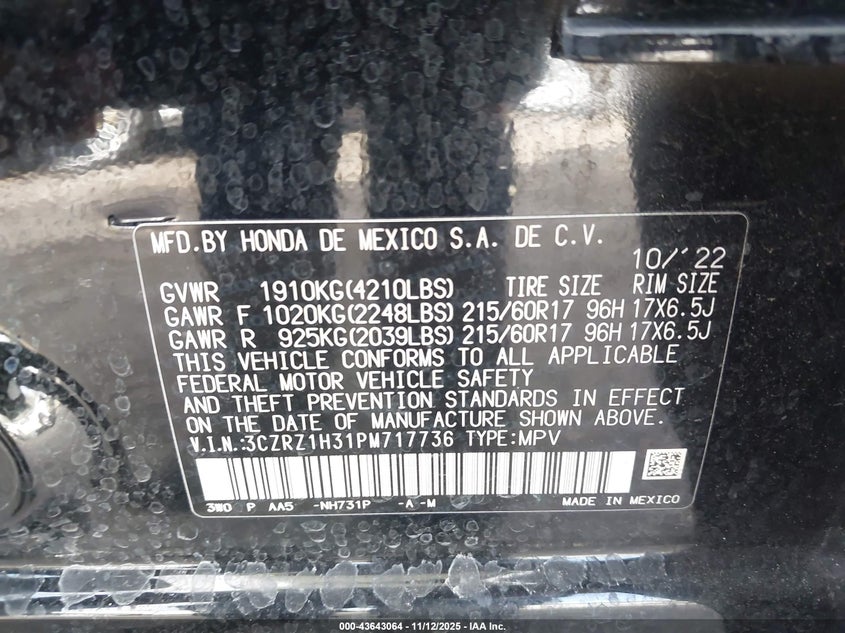 MFD.BY HONDA DE MEXICO S.A. DE C.V.
10/'22
GVWR 1910KG(4210LBS) TIRE SIZE RIM SIZE
GAWR F 1020KG(2248LBS) 215/60R17 96H 17X6.5J
GAWR R 925KG(2039LBS) 215/60R17 96H 17X6.5J
THIS VEHICLE CONFORMS TO ALL APPLICABLE
FEDERAL MOTOR VEHICLE SAFETY
AND THEFT PREVENTION STANDARDS IN EFFECT
ON THE DATE OF MANUFACTURE SHOWN ABOVE.
V.I.N.:3CZRZ1H31PM717736 TYPE:MPV
3W0 P AA5 -NH731P -A -M MADE IN MEXICO
000-43643064 - 11/12/2025 - IAA Inc.